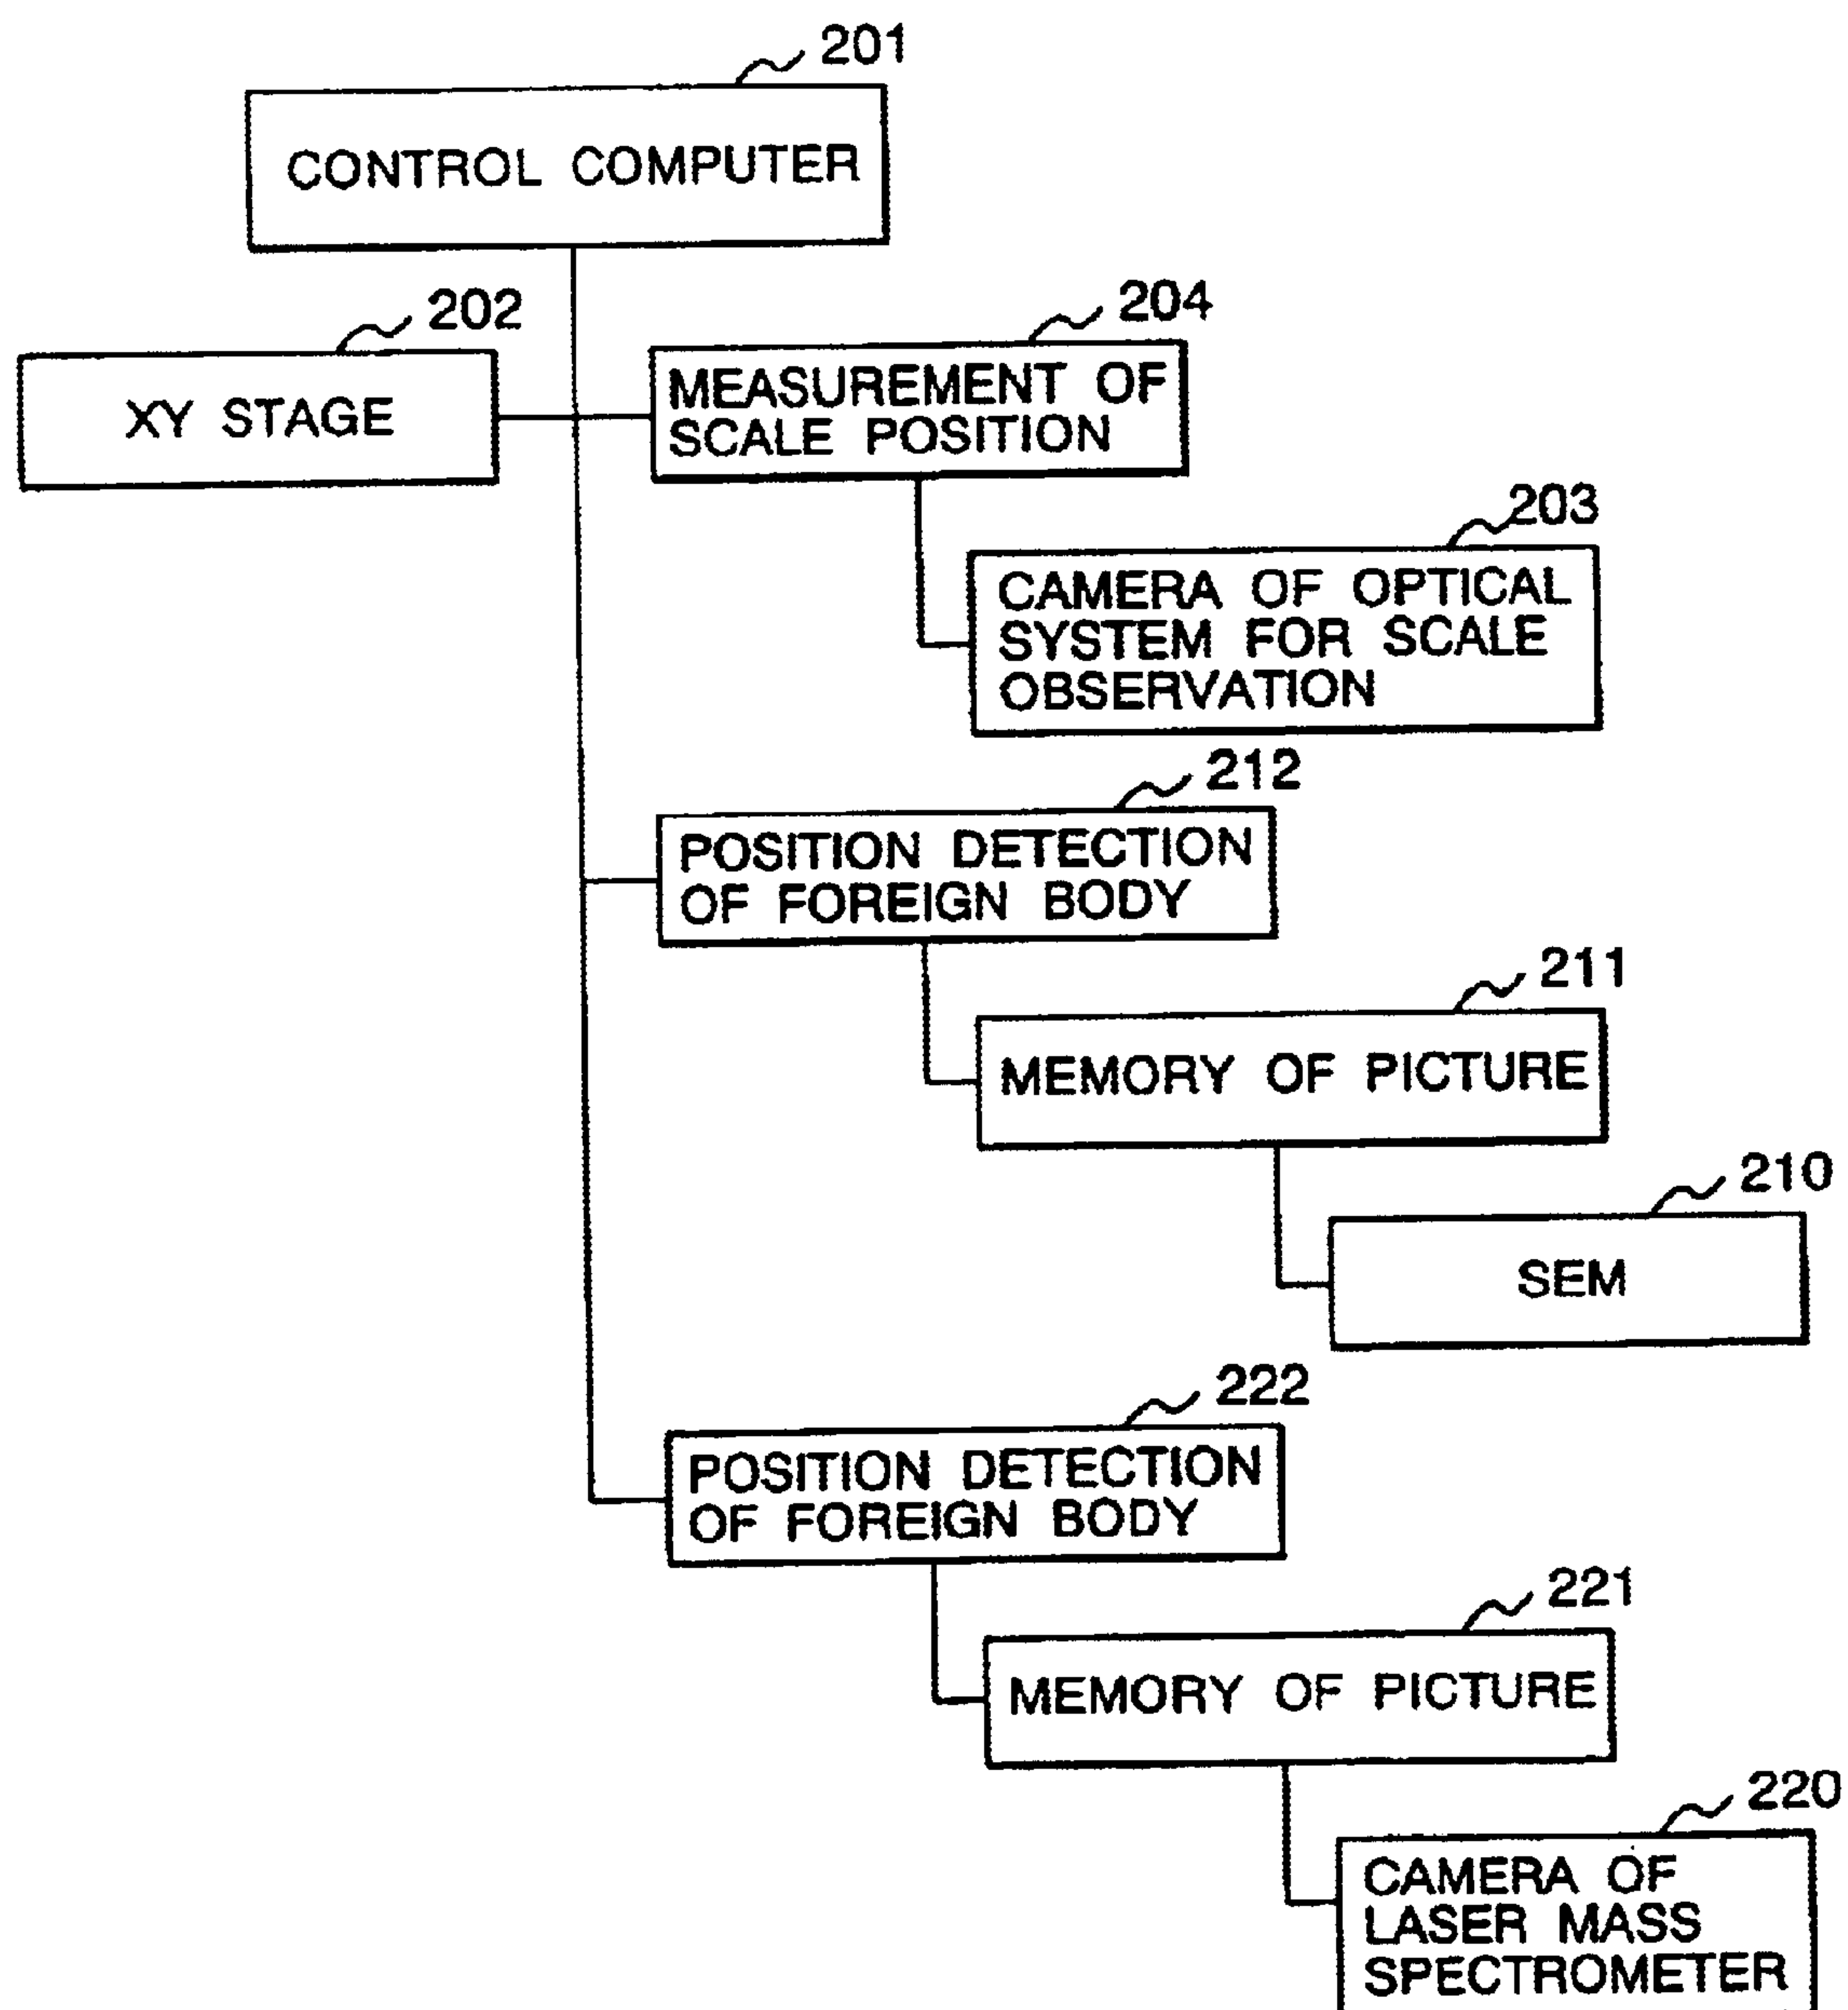 201
CONTROL COMPUTER
202
XY STAGE
204
MEASUREMENT OF
SCALE POSITION
203
CAMERA OF OPTICAL
SYSTEM FOR SCALE
OBSERVATION
212
POSITION DETECTION
OF FOREIGN BODY
211
MEMORY OF PICTURE
210
SEM
222
POSITION DETECTION
OF FOREIGN BODY
221
MEMORY OF PICTURE
220
CAMERA OF
LASER MASS
SPECTROMETER